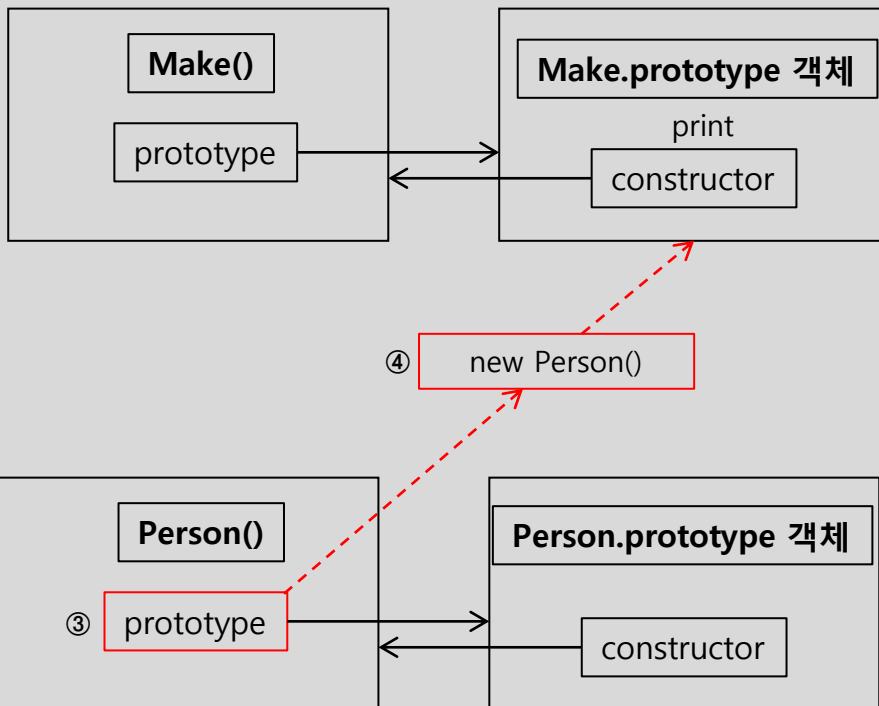 Make()
Make.prototype 객체
print
prototype
constructor
④ new Person()
Person()
Person.prototype 객체
③ prototype
constructor